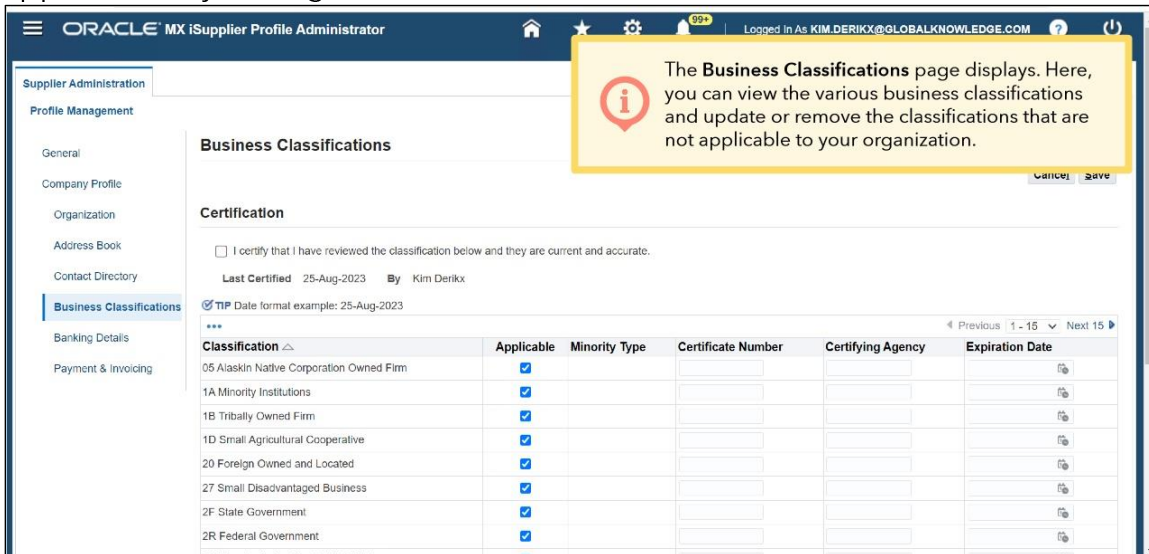 ORACLE MX iSupplier Profile Administrator
99+
Logged In As KIM.DERIKX@GLOBALKNOWLEDGE.COM
?
The Business Classifications page displays. Here,
you can view the various business classifications
and update or remove the classifications that are
not applicable to your organization.
Supplier Administration
Profile Management
General
Company Profile
Organization
Address Book
Contact Directory
Business Classifications
Banking Details
Payment & Invoicing
Business Classifications
Cancel Save
Certification
I certify that I have reviewed the classification below and they are current and accurate.
Last Certified 25-Aug-2023 By Kim Derikx
TIP Date format example: 25-Aug-2023
Previous 1 - 15 Next 15
Classification Applicable Minority Type Certificate Number Certifying Agency Expiration Date
05 Alaskin Native Corporation Owned Firm
1A Minority Institutions
1B Tribally Owned Firm
1D Small Agricultural Cooperative
20 Foreign Owned and Located
27 Small Disadvantaged Business
2F State Government
2R Federal Government